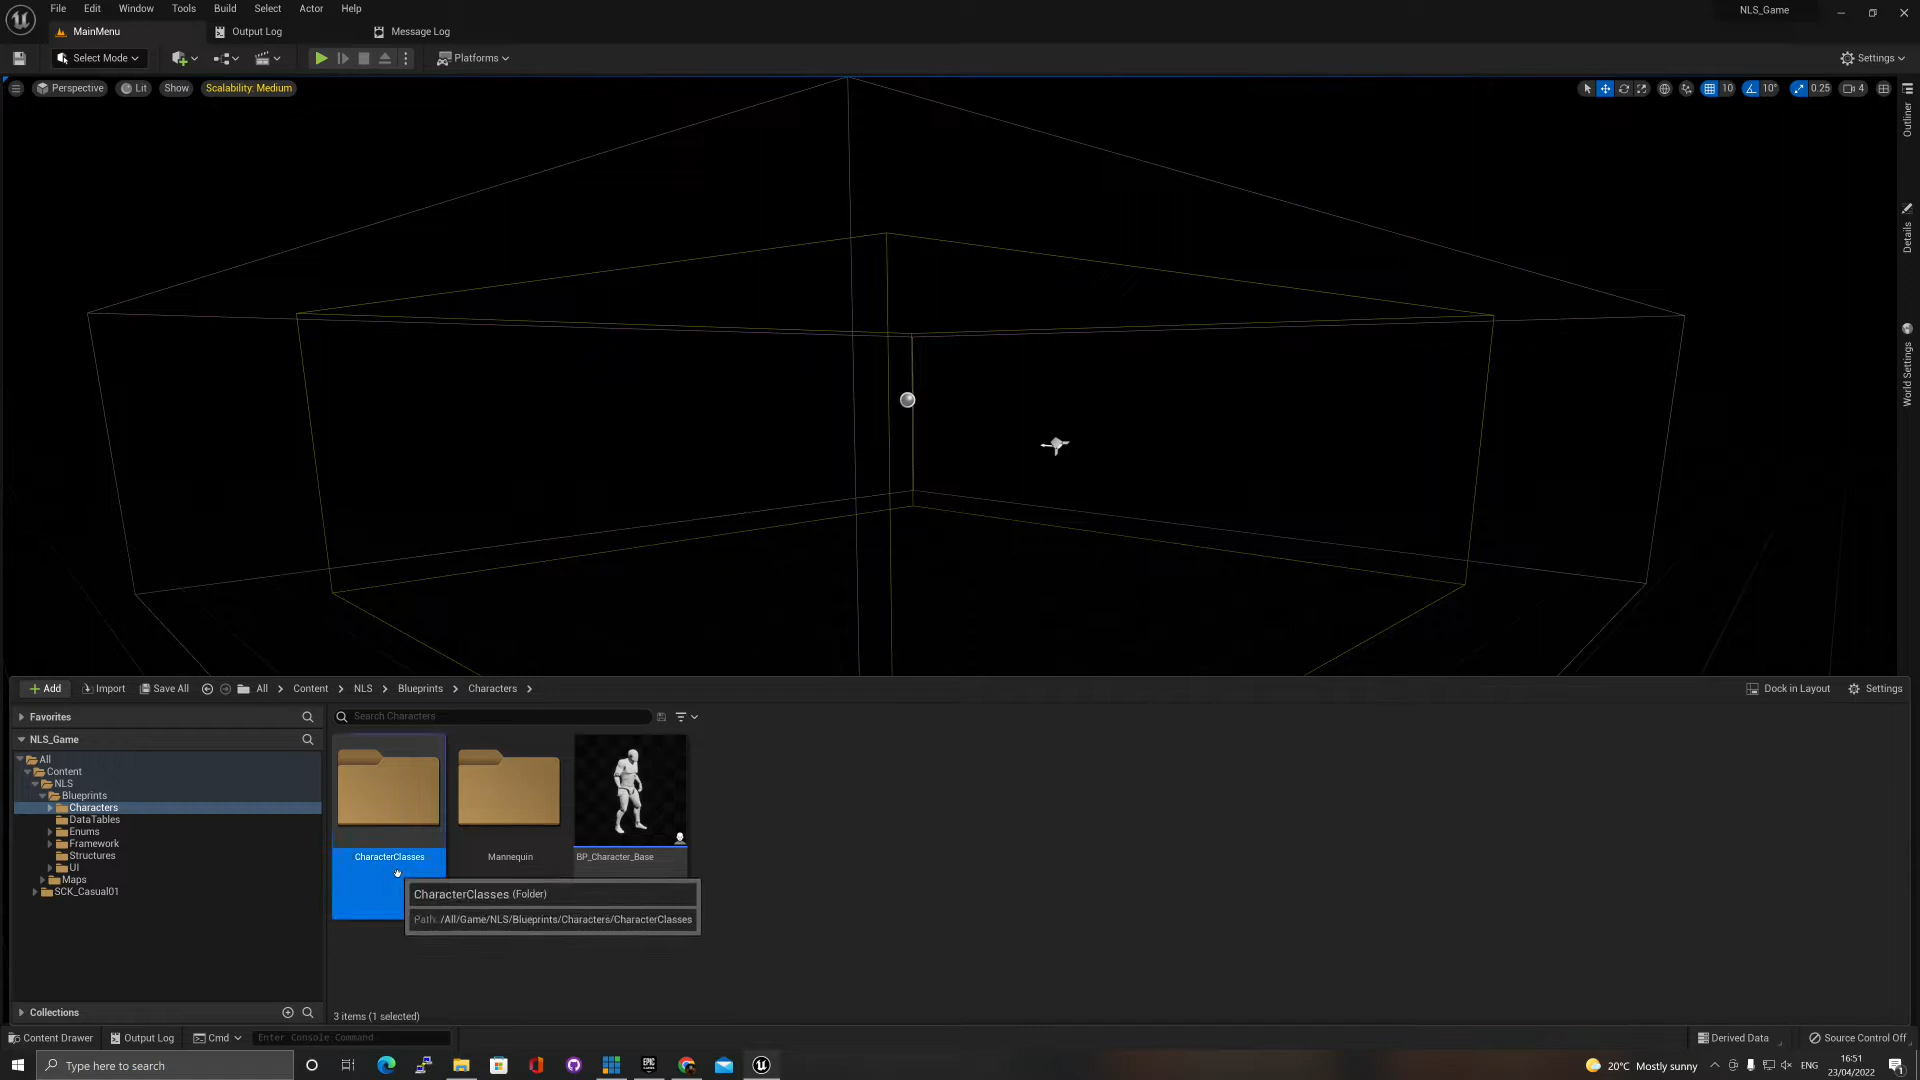 File Edit Window Tools Build Select Actor Help
NLS_Game
MainMenu Output Log Message Log
Select Mode Platforms Settings
Perspective Lit Show Scalability: Medium 10 10° 0.25 4
Outliner
Details
World Settings
+ Add Import Save All All > Content > NLS > Blueprints > Characters > Dock in Layout Settings
Favorites
Search Characters
NLS_Game
All
Content
NLS
Blueprints
Characters
DataTables
Enums
Framework
Structures
UI
Maps
SCK_Casual01
CharacterClasses Mannequin BP_Character_Base
CharacterClasses (Folder)
Path: /All/Game/NLS/Blueprints/Characters/CharacterClasses
Collections
3 items (1 selected)
Content Drawer Output Log Cmd Enter Console Command Derived Data Source Control Off
Type here to search
EPIC GAMES
20°C Mostly sunny ENG
16:51
23/04/2022
1